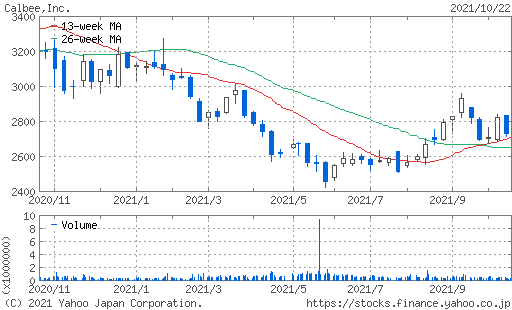 Calbee,Inc. 2021/10/22
13-week MA
26-week MA
3400
3200
3000
2800
2600
2400
2020/11 2021/1 2021/3 2021/5 2021/7 2021/9
Volume
10
8
6
4
2
0
(x1000000)
2020/11 2021/1 2021/3 2021/5 2021/7 2021/9
(C) 2021 Yahoo Japan Corporation. https://stocks.finance.yahoo.co.jp